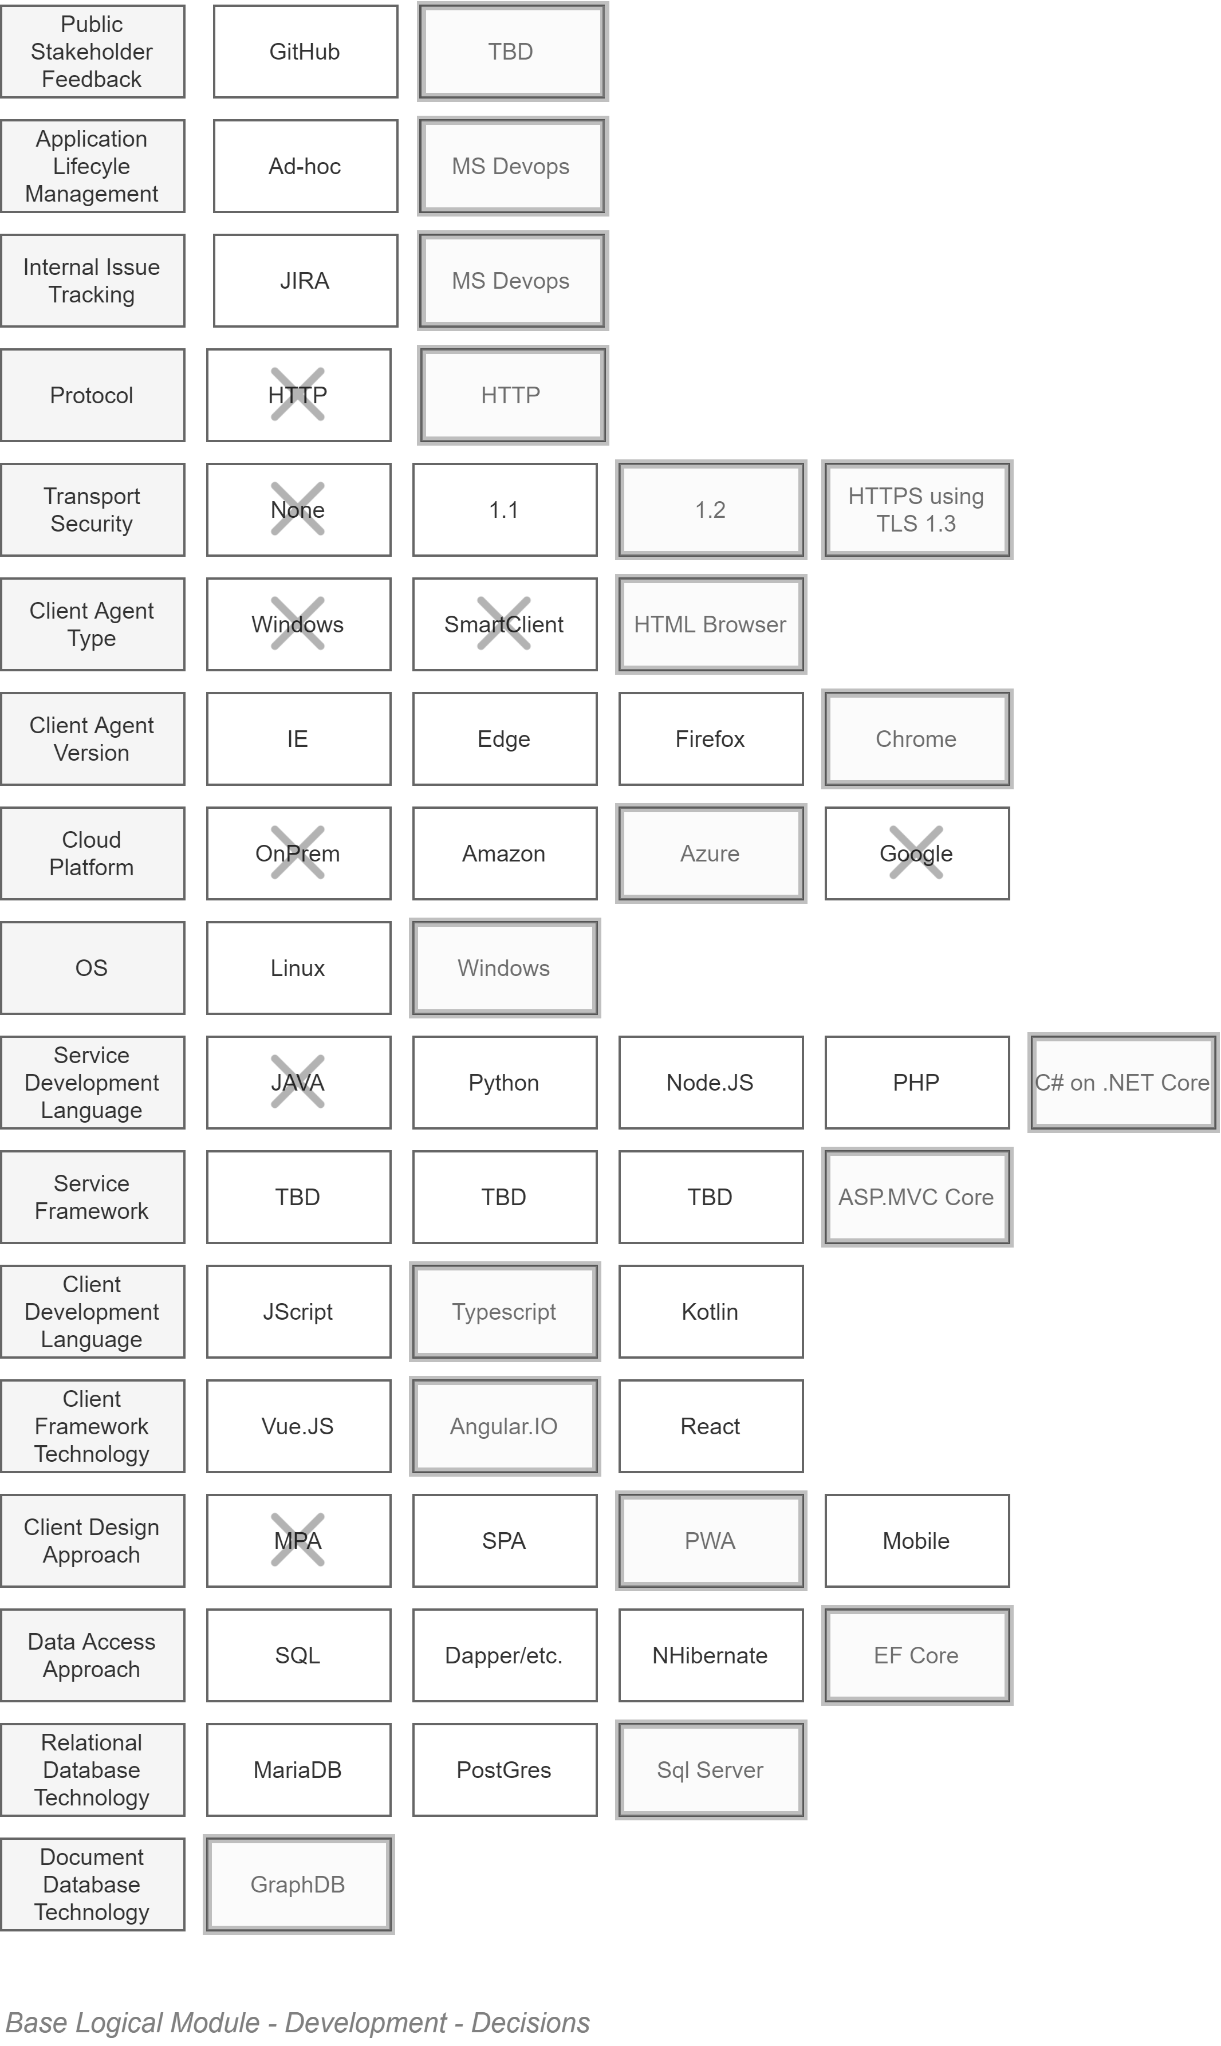 Public
Stakeholder
Feedback
GitHub
TBD
Application
Lifecyle
Management
Ad-hoc
MS Devops
Internal Issue
Tracking
JIRA
MS Devops
Protocol
HTTP
HTTP
Transport
Security
None
1.1
1.2
HTTPS using
TLS 1.3
Client Agent
Type
Windows
SmartClient
HTML Browser
Client Agent
Version
IE
Edge
Firefox
Chrome
Cloud
Platform
OnPrem
Amazon
Azure
Google
OS
Linux
Windows
Service
Development
Language
JAVA
Python
Node.JS
PHP
C# on .NET Core
Service
Framework
TBD
TBD
TBD
ASP.MVC Core
Client
Development
Language
JScript
Typescript
Kotlin
Client
Framework
Technology
Vue.JS
Angular.IO
React
Client Design
Approach
MPA
SPA
PWA
Mobile
Data Access
Approach
SQL
Dapper/etc.
NHibernate
EF Core
Relational
Database
Technology
MariaDB
PostGres
Sql Server
Document
Database
Technology
GraphDB
Base Logical Module - Development - Decisions